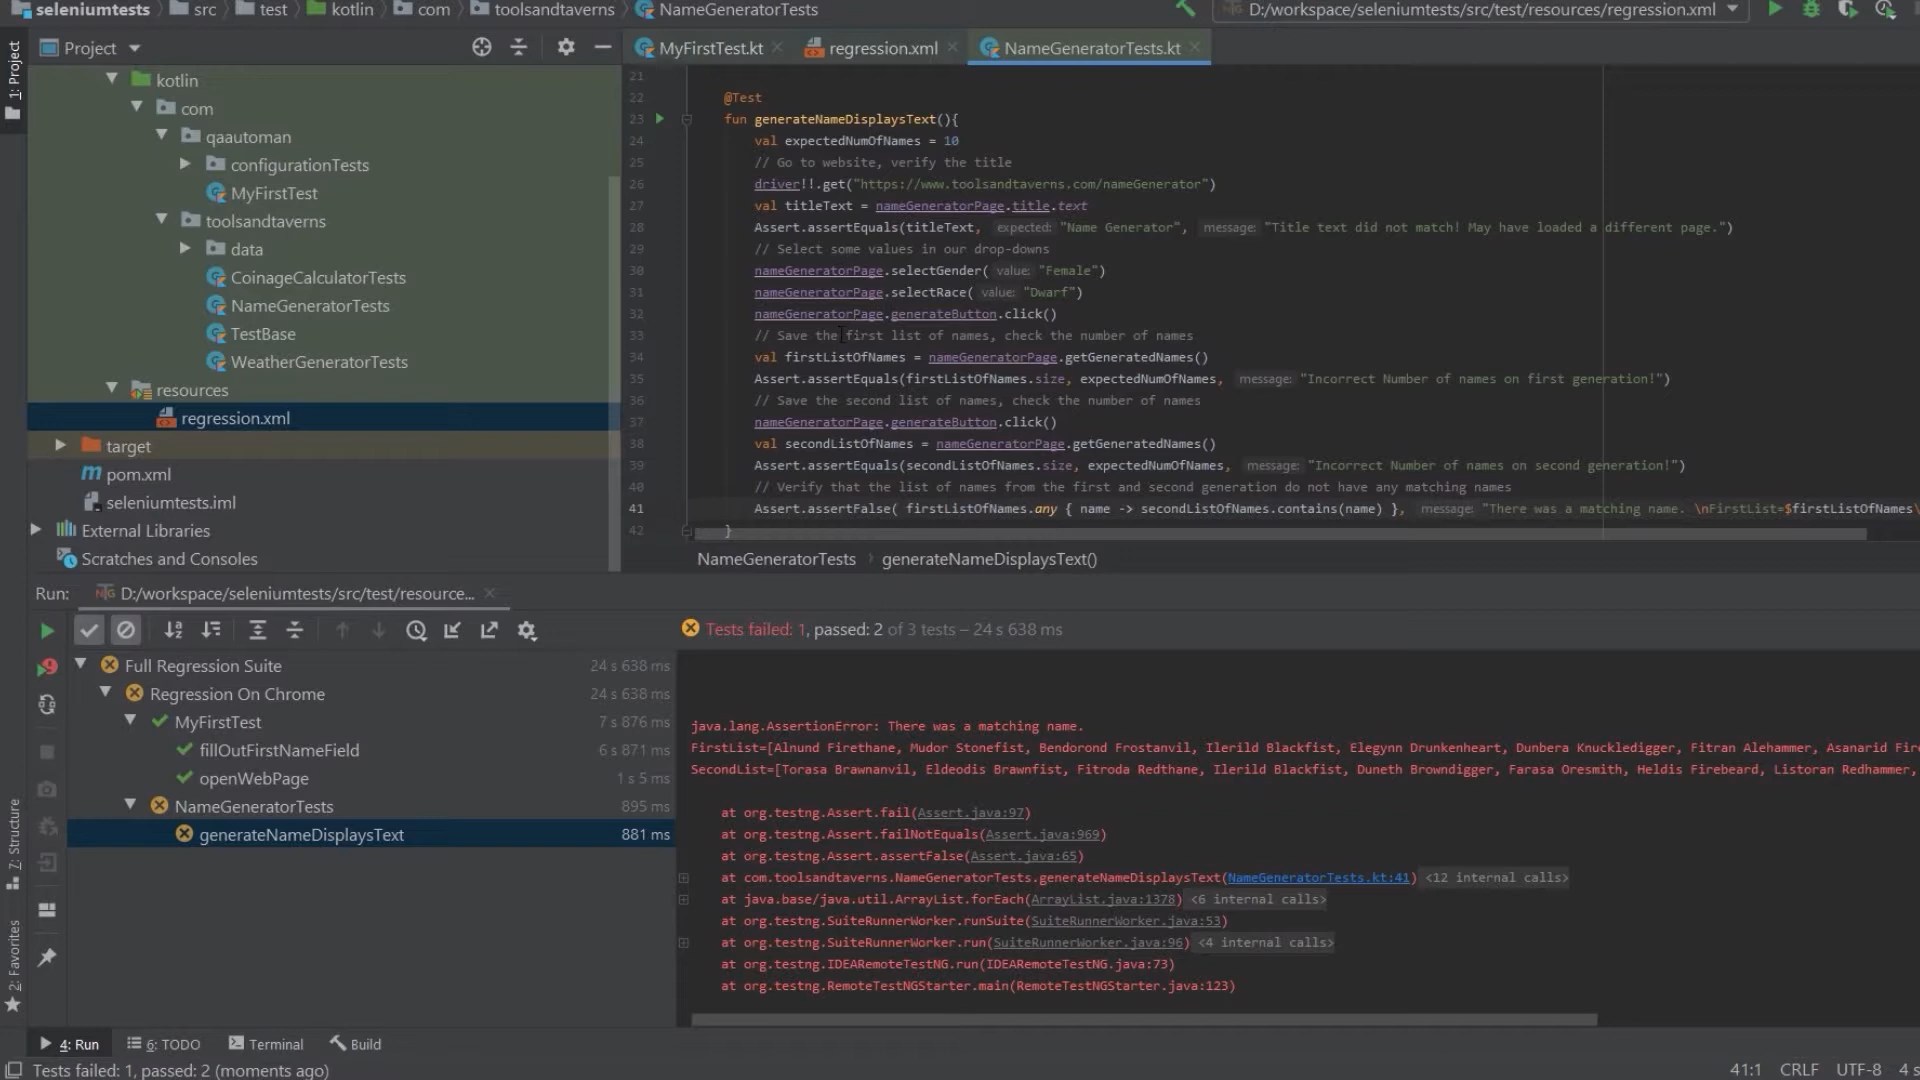 seleniumtests src test kotlin com toolsandtaverns NameGeneratorTests D:/workspace/seleniumtests/src/test/resources/regression.xml
1: Project
Project MyFirstTest.kt regression.xml NameGeneratorTests.kt
kotlin
com
qaautoman
configurationTests
MyFirstTest
toolsandtaverns
data
CoinageCalculatorTests
NameGeneratorTests
TestBase
WeatherGeneratorTests
resources
regression.xml
target
pom.xml
seleniumtests.iml
External Libraries
Scratches and Consoles
21
22 @Test
23 fun generateNameDisplaysText(){
24 val expectedNumOfNames = 10
25 // Go to website, verify the title
26 driver!!.get("https://www.toolsandtaverns.com/nameGenerator")
27 val titleText = nameGeneratorPage.title.text
28 Assert.assertEquals(titleText, expected: "Name Generator", message: "Title text did not match! May have loaded a different page.")
29 // Select some values in our drop-downs
30 nameGeneratorPage.selectGender( value: "Female")
31 nameGeneratorPage.selectRace( value: "Dwarf")
32 nameGeneratorPage.generateButton.click()
33 // Save the first list of names, check the number of names
34 val firstListOfNames = nameGeneratorPage.getGeneratedNames()
35 Assert.assertEquals(firstListOfNames.size, expectedNumOfNames, message: "Incorrect Number of names on first generation!")
36 // Save the second list of names, check the number of names
37 nameGeneratorPage.generateButton.click()
38 val secondListOfNames = nameGeneratorPage.getGeneratedNames()
39 Assert.assertEquals(secondListOfNames.size, expectedNumOfNames, message: "Incorrect Number of names on second generation!")
40 // Verify that the list of names from the first and second generation do not have any matching names
41 Assert.assertFalse( firstListOfNames.any { name -> secondListOfNames.contains(name) }, message: "There was a matching name. \nFirstList=$firstListOfNames\
42 }
NameGeneratorTests generateNameDisplaysText()
Run: D:/workspace/seleniumtests/src/test/resource...
Tests failed: 1, passed: 2 of 3 tests – 24 s 638 ms
Full Regression Suite 24 s 638 ms
Regression On Chrome 24 s 638 ms
MyFirstTest 7 s 876 ms
fillOutFirstNameField 6 s 871 ms
openWebPage 1 s 5 ms
NameGeneratorTests 895 ms
generateNameDisplaysText 881 ms
java.lang.AssertionError: There was a matching name.
FirstList=[Alnund Firethane, Mudor Stonefist, Bendorond Frostanvil, Ilerild Blackfist, Elegynn Drunkenheart, Dunbera Knuckledigger, Fitran Alehammer, Asanarid Fire
SecondList=[Torasa Brawnanvil, Eldeodis Brawnfist, Fitroda Redthane, Ilerild Blackfist, Duneth Browndigger, Farasa Oresmith, Heldis Firebeard, Listoran Redhammer,
at org.testng.Assert.fail(Assert.java:97)
at org.testng.Assert.failNotEquals(Assert.java:969)
at org.testng.Assert.assertFalse(Assert.java:65)
at com.toolsandtaverns.NameGeneratorTests.generateNameDisplaysText(NameGeneratorTests.kt:41) <12 internal calls>
at java.base/java.util.ArrayList.forEach(ArrayList.java:1378) <6 internal calls>
at org.testng.SuiteRunnerWorker.runSuite(SuiteRunnerWorker.java:53)
at org.testng.SuiteRunnerWorker.run(SuiteRunnerWorker.java:96) <4 internal calls>
at org.testng.IDEARemoteTestNG.run(IDEARemoteTestNG.java:73)
at org.testng.RemoteTestNGStarter.main(RemoteTestNGStarter.java:123)
7: Structure
2: Favorites
4: Run 6: TODO Terminal Build
Tests failed: 1, passed: 2 (moments ago) 41:1 CRLF UTF-8 4 s